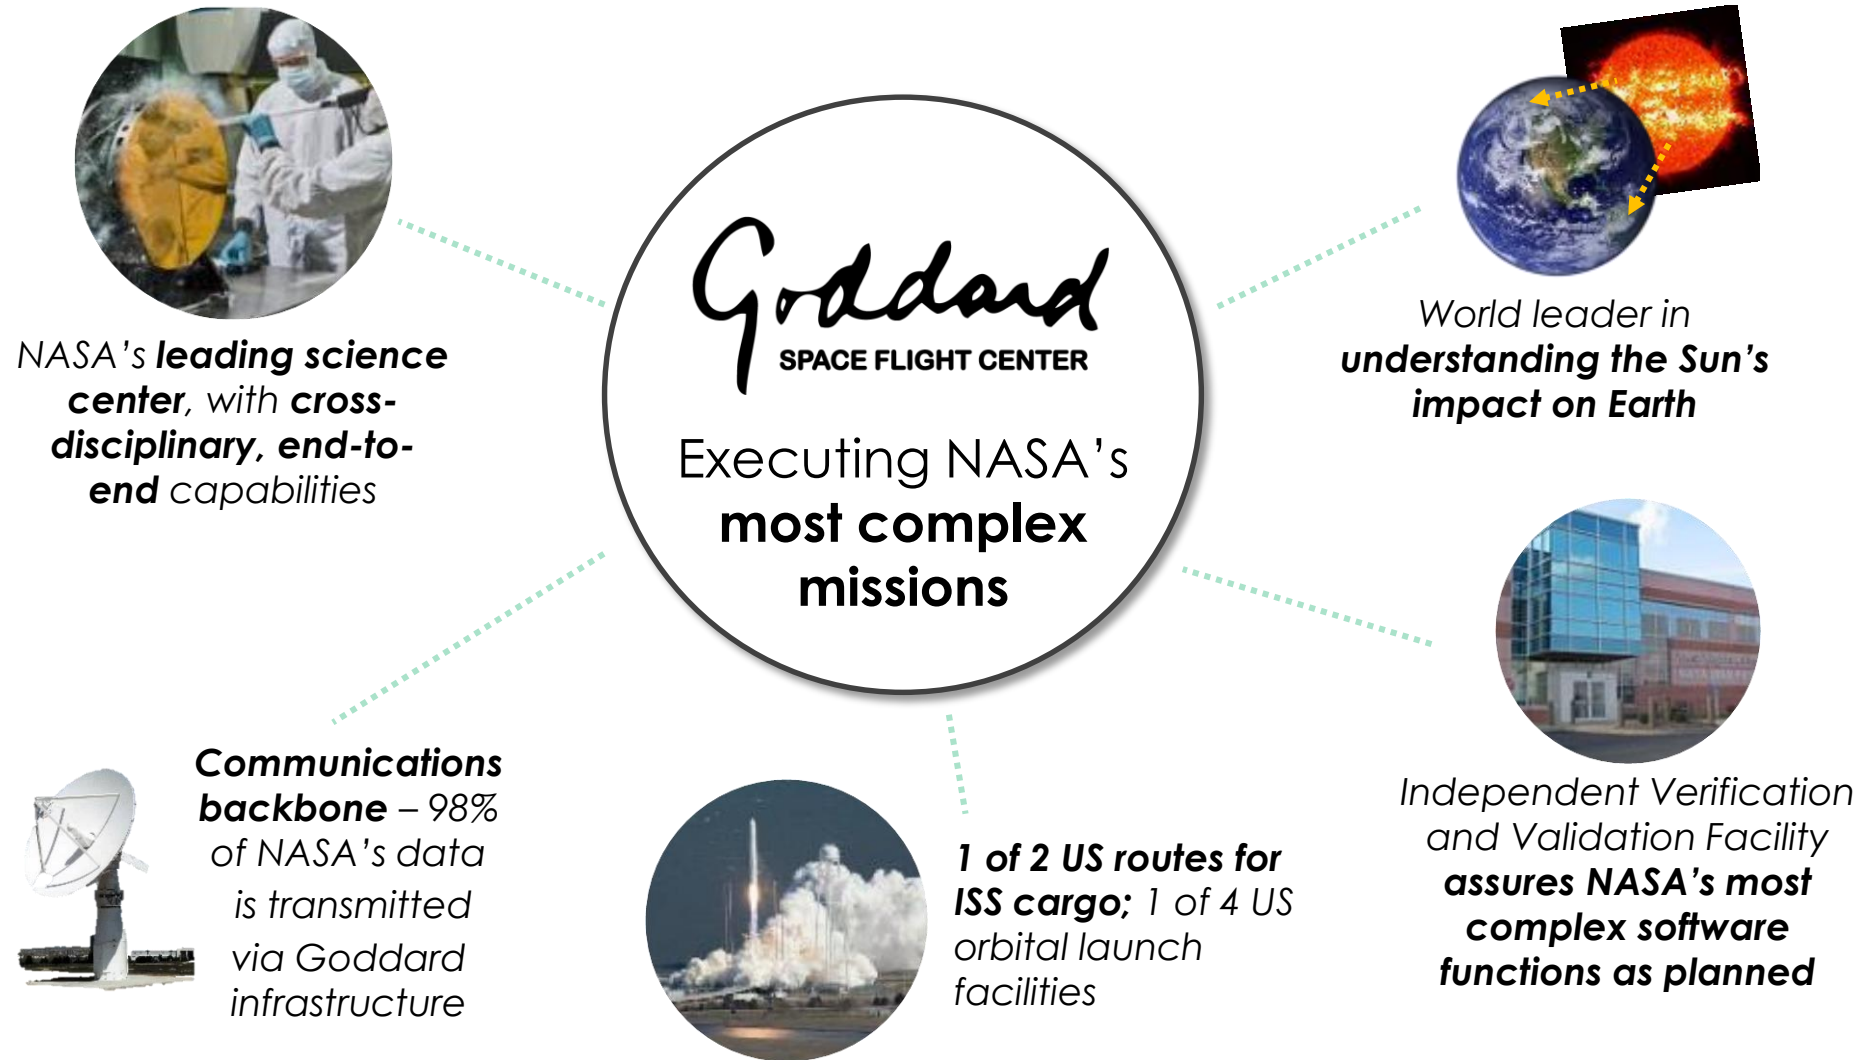 Goddard
SPACE FLIGHT CENTER
Executing NASA's
most complex
missions
NASA's leading science
center, with cross-
disciplinary, end-to-
end capabilities
World leader in
understanding the Sun's
impact on Earth
Communications
backbone – 98%
of NASA's data
is transmitted
via Goddard
infrastructure
1 of 2 US routes for
ISS cargo; 1 of 4 US
orbital launch
facilities
Independent Verification
and Validation Facility
assures NASA's most
complex software
functions as planned